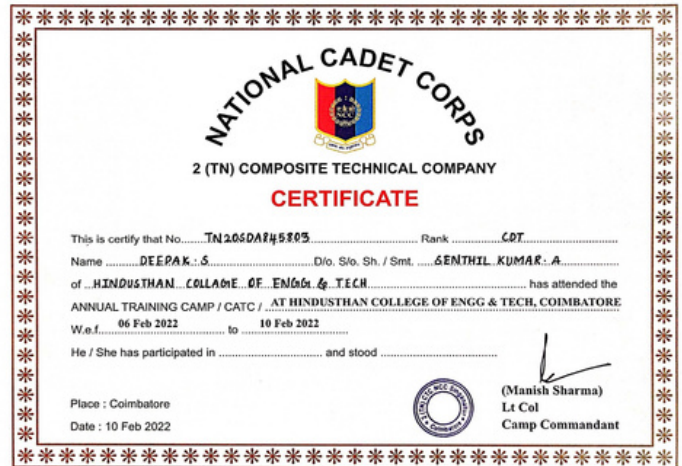 NATIONAL CADET CORPS
NCC
2 (TN) COMPOSITE TECHNICAL COMPANY
CERTIFICATE
This is certify that No. TN20SDA845803 Rank CDT
Name DEEPAK. S D/o. S/o. Sh. / Smt. SENTHIL KUMAR. A
of HINDUSTHAN COLLAGE OF ENGG & TECH has attended the
ANNUAL TRAINING CAMP / CATC / AT HINDUSTHAN COLLEGE OF ENGG & TECH, COIMBATORE
W.e.f. 06 Feb 2022 to 10 Feb 2022
He / She has participated in and stood
(Manish Sharma)
Place : Coimbatore Lt Col
Date : 10 Feb 2022 Camp Commandant